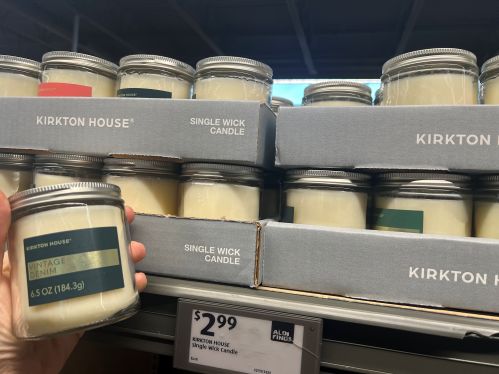 KIRKTON HOUSE®
SINGLE WICK
CANDLE
KIRKTON
KIRKTON HOUSE®
VINTAGE
DENIM
6.5 OZ (184.3g)
SINGLE WICK
CANDLE
KIRKTON H
$2.99
KIRKTON HOUSE
Single Wick Candle
ALDI
FINDS